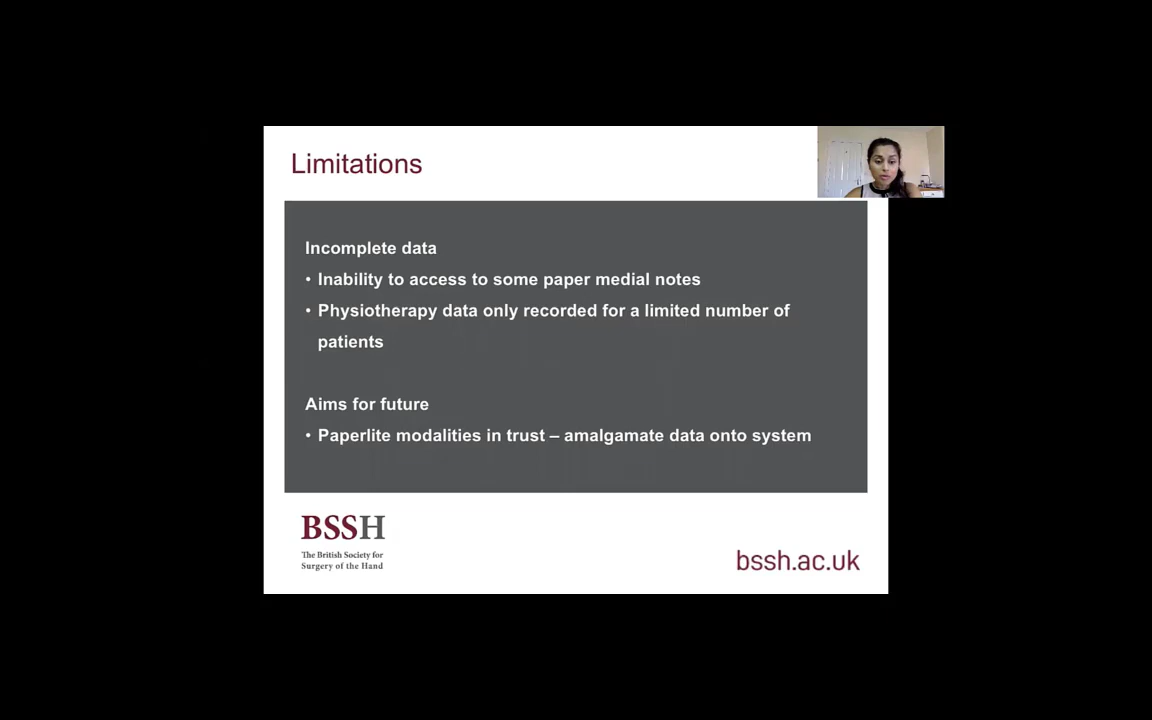 Limitations
Incomplete data
• Inability to access to some paper medial notes
• Physiotherapy data only recorded for a limited number of
patients
Aims for future
• Paperlite modalities in trust – amalgamate data onto system
BSSH
The British Society for
Surgery of the Hand
bssh.ac.uk